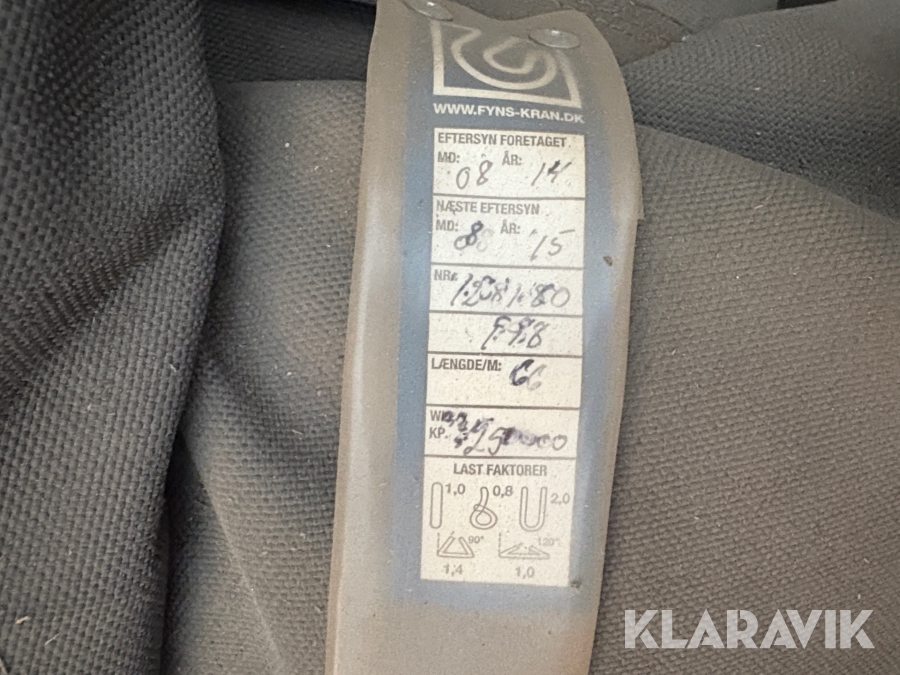 WWW.FYNS-KRAN.DK
EFTERSYN FORETAGET
MD: ÅR:
08 14
NÆSTE EFTERSYN
MD: ÅR:
8 15
NR.
LÆNGDE/M:
KP.
LAST FAKTORER
1,0 0,8 2,0
90° 120°
1,4 1,0
KLARAVIK